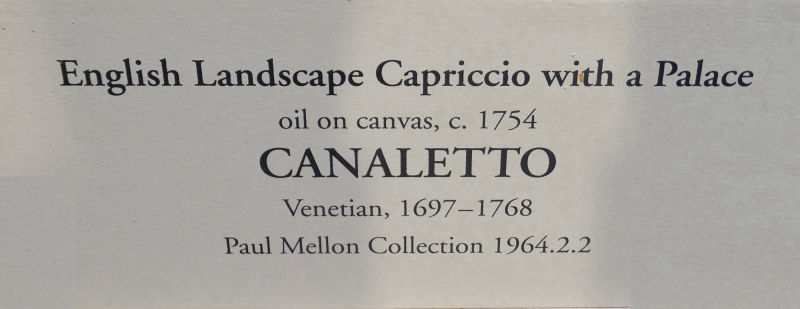 English Landscape Capriccio with a Palace
oil on canvas, c. 1754
CANALETTO
Venetian, 1697–1768
Paul Mellon Collection 1964.2.2